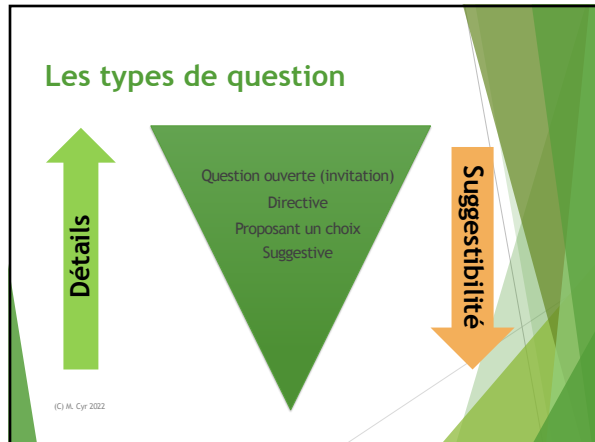 Les types de question
Détails
Question ouverte (invitation)
Directive
Proposant un choix
Suggestive
Suggestibilité
(C) M. Cyr 2022